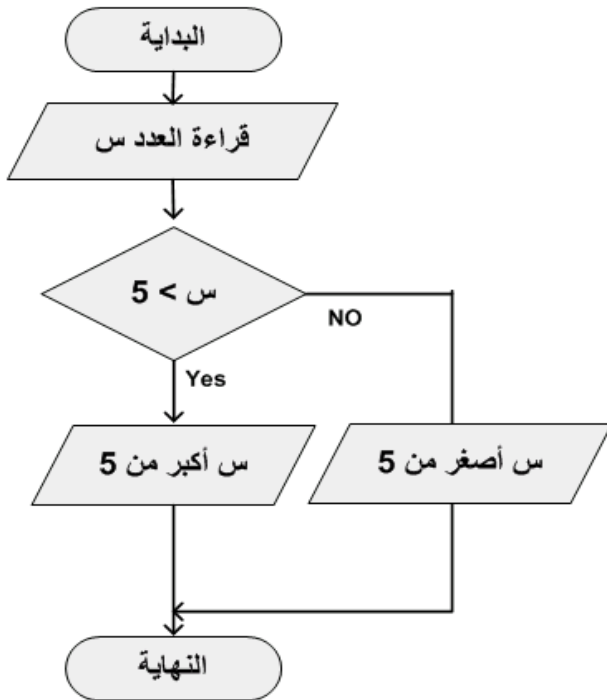 البداية
قراءة العدد س
س > 5
NO
Yes
س أكبر من 5
س أصغر من 5
النهاية